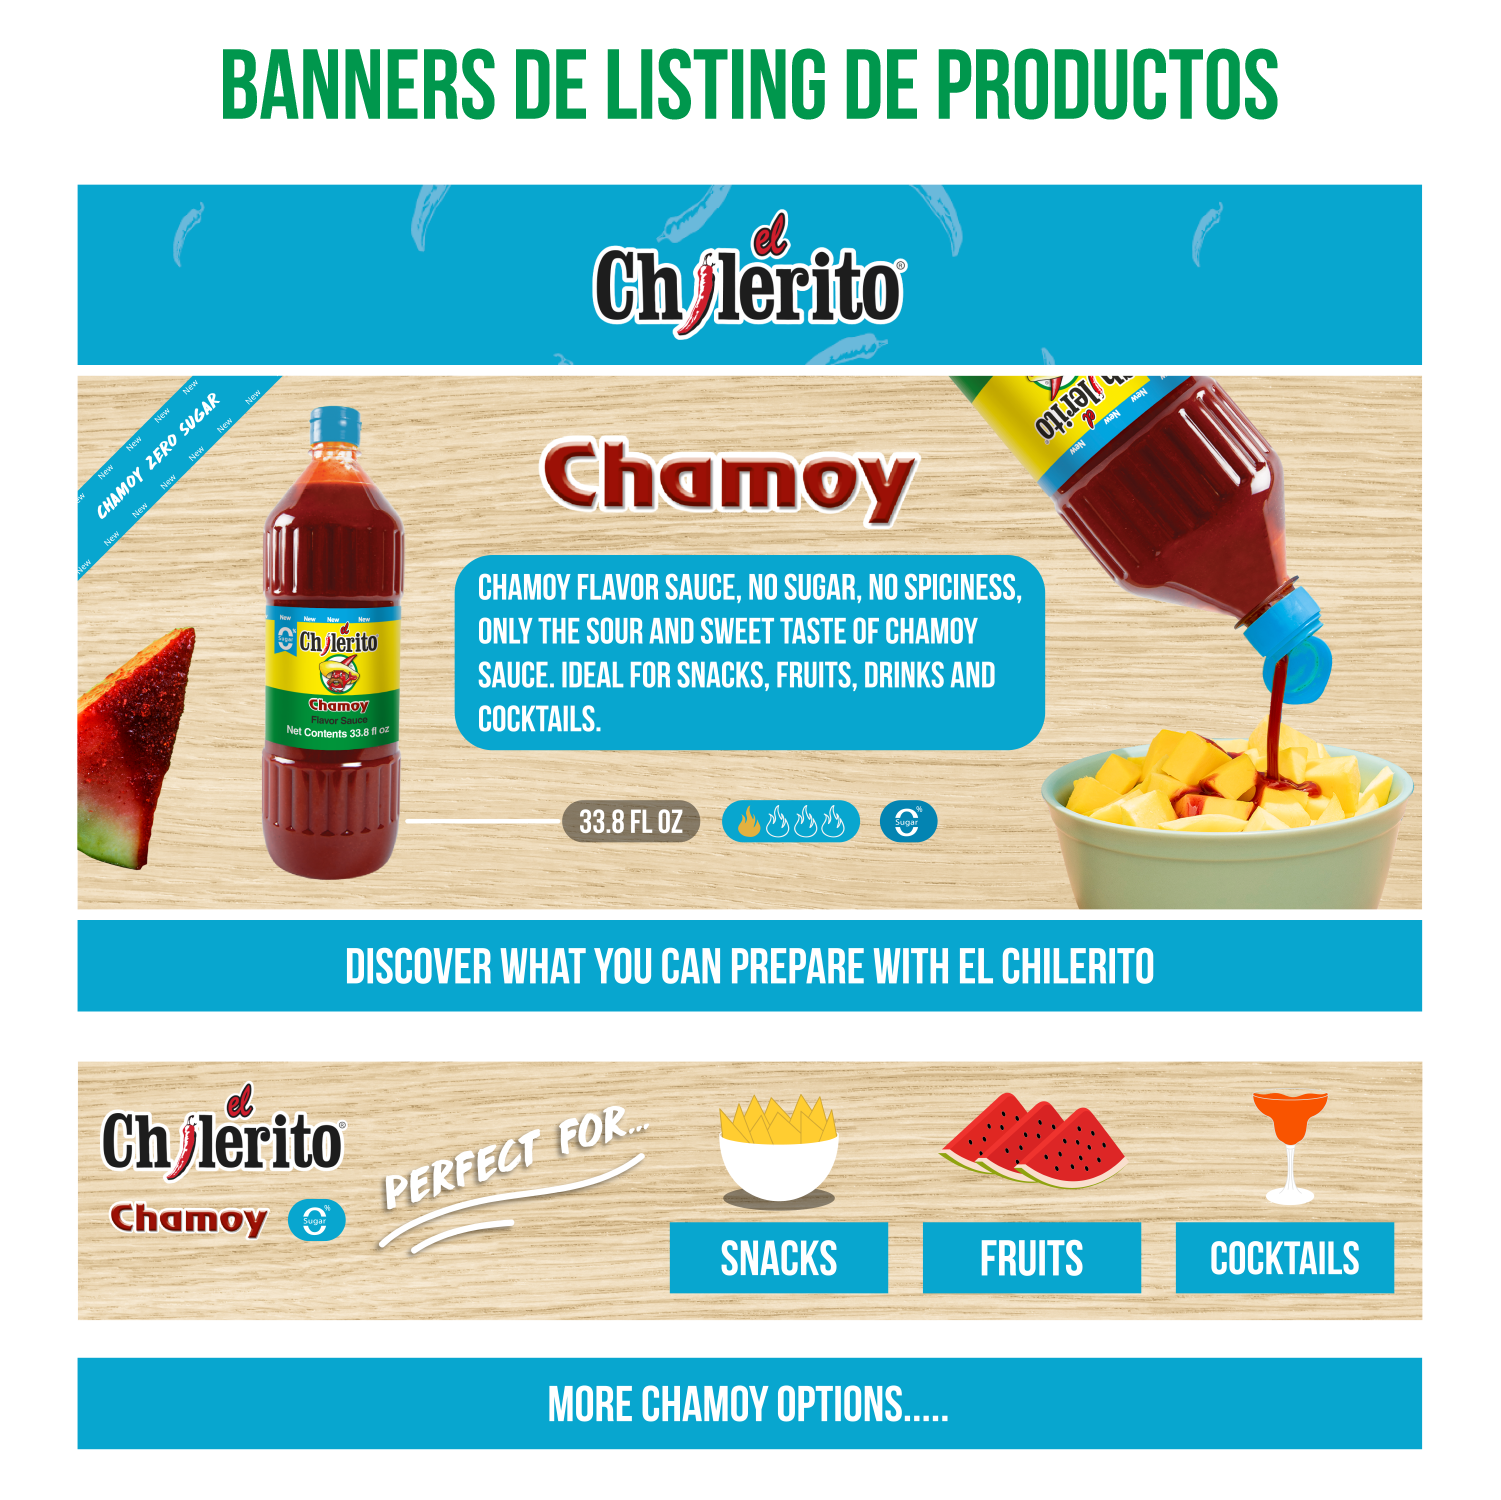 BANNERS DE LISTING DE PRODUCTOS
el
Chilerito®
New New New New New
CHAMOY ZERO SUGAR
New New New New New
Chamoy
CHAMOY FLAVOR SAUCE, NO SUGAR, NO SPICINESS,
ONLY THE SOUR AND SWEET TASTE OF CHAMOY
SAUCE. IDEAL FOR SNACKS, FRUITS, DRINKS AND
COCKTAILS.
New New New New
0%
Sugar
el
Chilerito
Chamoy
Flavor Sauce
Net Contents 33.8 fl oz
el
hilerito
New New New
33.8 FL OZ
0%
Sugar
DISCOVER WHAT YOU CAN PREPARE WITH EL CHILERITO
el
Chilerito®
Chamoy
0%
Sugar
PERFECT FOR...
SNACKS
FRUITS
COCKTAILS
MORE CHAMOY OPTIONS.....